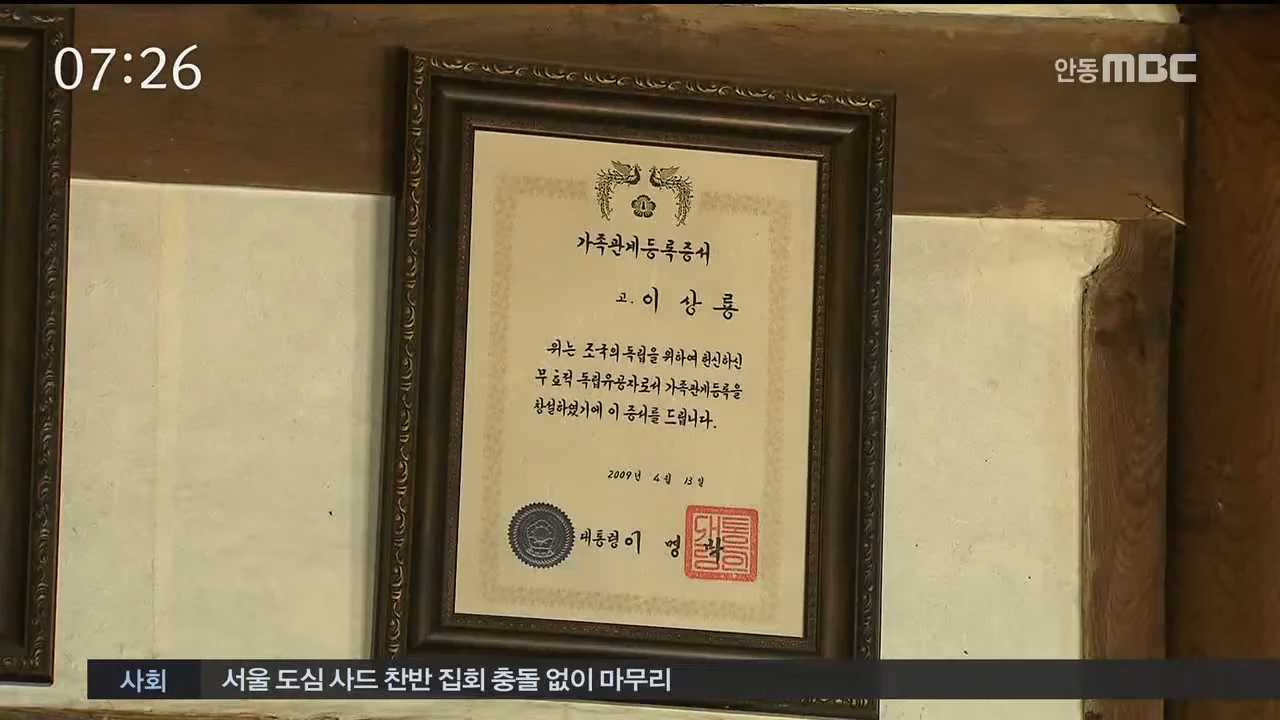 07:26
안동MBC
가족관계등록증서
고. 이 상 룡
위는 조국의 독립을 위하여 헌신하신
무호적 독립유공자로서 가족관계등록을
창설하였기에 이 증서를 드립니다.
2009년 4월 13일
대통령 이 명 박
대통령의인
사회 서울 도심 사드 찬반 집회 충돌 없이 마무리